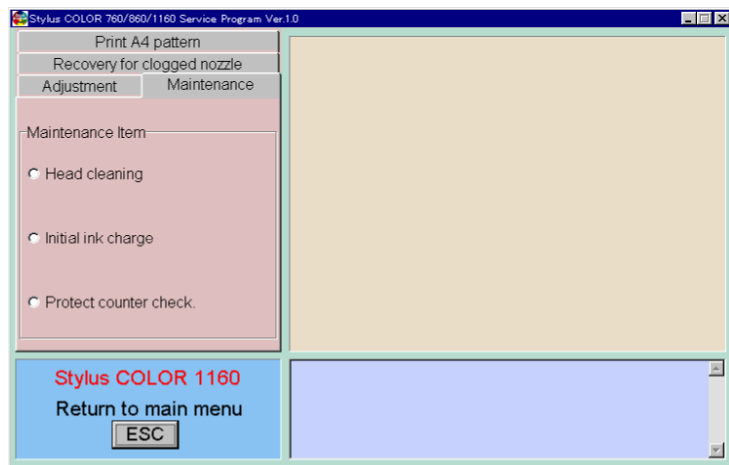 Stylus COLOR 760/860/1160 Service Program Ver.1.0
Print A4 pattern
Recovery for clogged nozzle
Adjustment
Maintenance
Maintenance Item
Head cleaning
Initial ink charge
Protect counter check.
Stylus COLOR 1160
Return to main menu
ESC